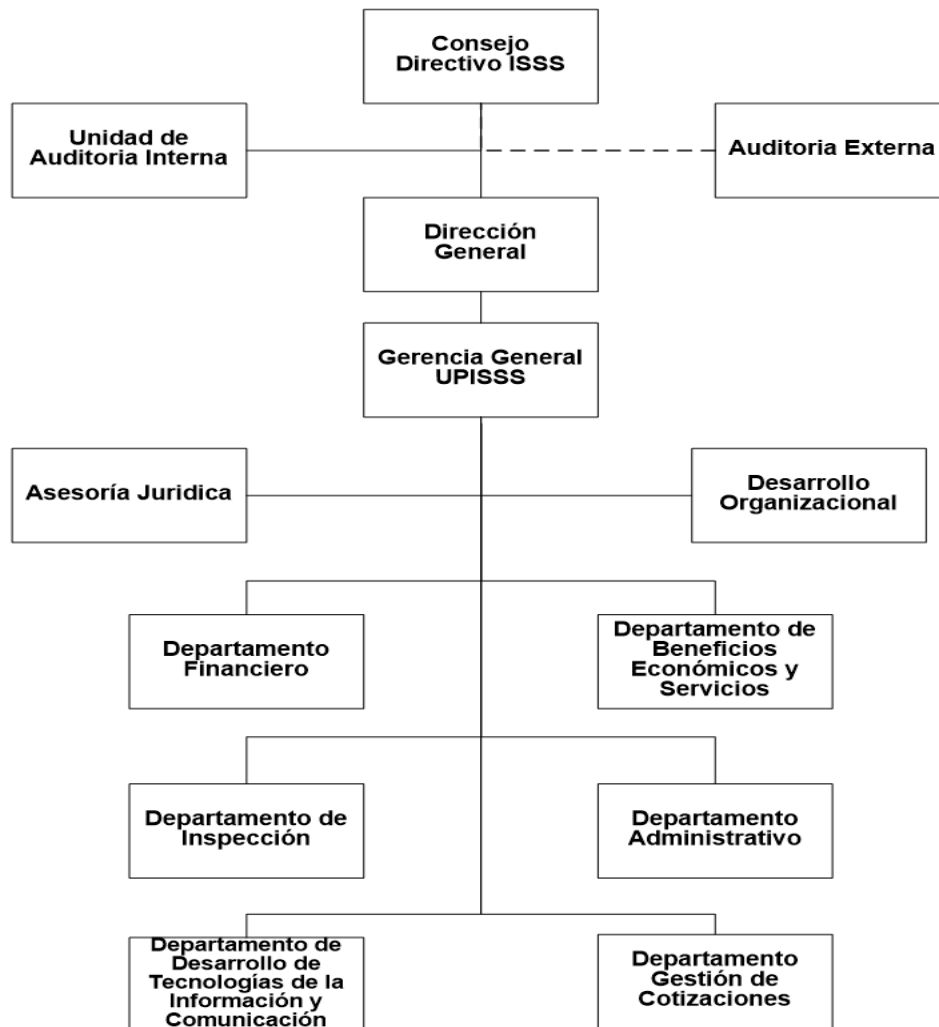 Consejo
Directivo ISSS
Unidad de
Auditoria Interna
Auditoria Externa
Dirección
General
Gerencia General
UPISSS
Asesoría Juridica
Desarrollo
Organizacional
Departamento
Financiero
Departamento de
Beneficios
Económicos y
Servicios
Departamento de
Inspección
Departamento
Administrativo
Departamento de
Desarrollo de
Tecnologías de la
Información y
Comunicación
Departamento
Gestión de
Cotizaciones